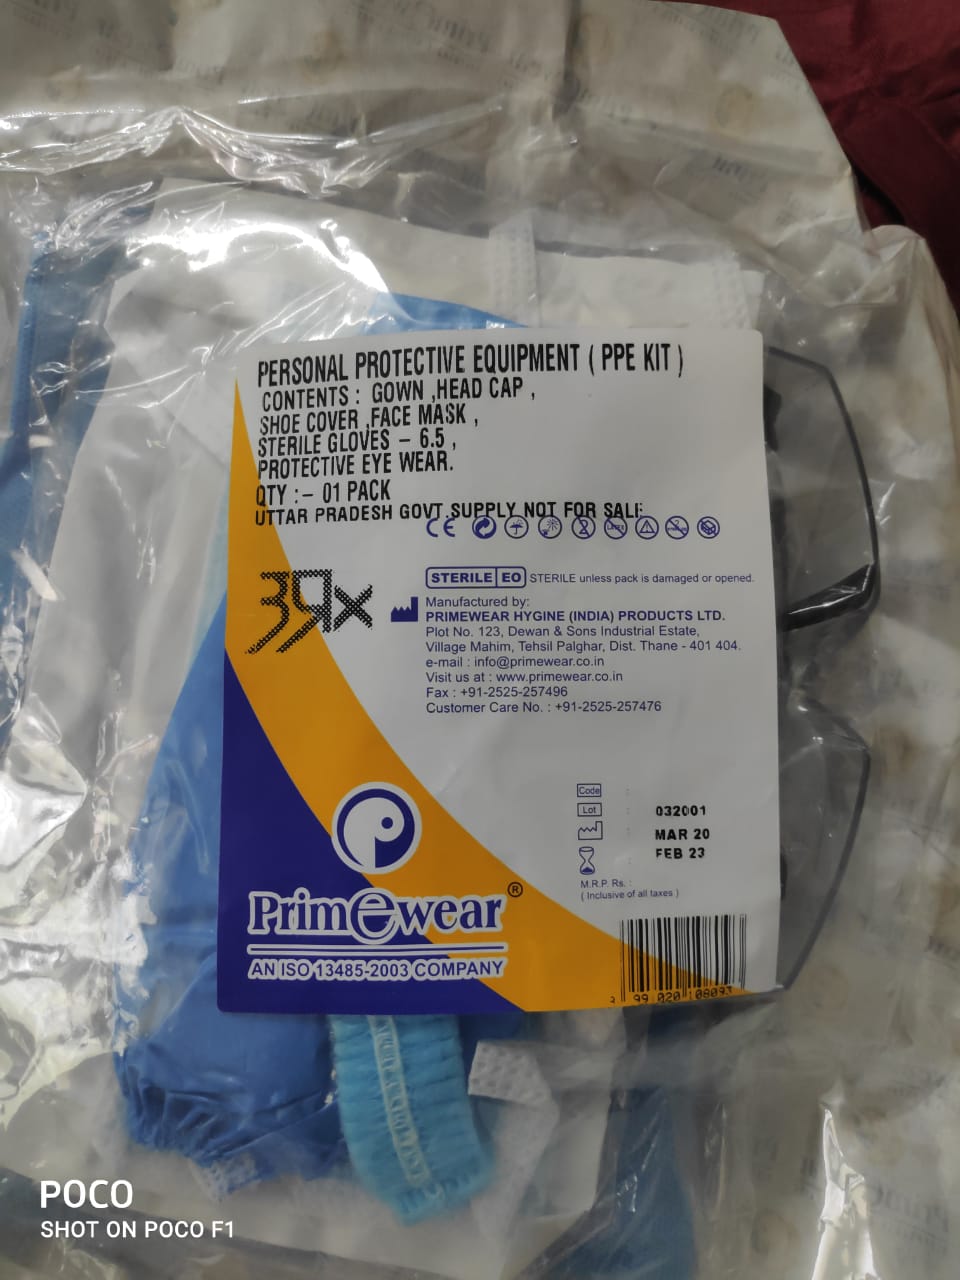 PERSONAL PROTECTIVE EQUIPMENT ( PPE KIT )
CONTENTS : GOWN ,HEAD CAP ,
SHOE COVER ,FACE MASK ,
STERILE GLOVES – 6.5 ,
PROTECTIVE EYE WEAR.
QTY :– 01 PACK
UTTAR PRADESH GOVT.SUPPLY NOT FOR SALE
CE
STERILE EO STERILE unless pack is damaged or opened.
Manufactured by:
PRIMEWEAR HYGINE (INDIA) PRODUCTS LTD.
Plot No. 123, Dewan & Sons Industrial Estate,
Village Mahim, Tehsil Palghar, Dist. Thane - 401 404.
e-mail : info@primewear.co.in
Visit us at : www.primewear.co.in
Fax : +91-2525-257496
Customer Care No. : +91-2525-257476
Code :
Lot : 032001
: MAR 20
: FEB 23
M.R.P. Rs. :
( Inclusive of all taxes )
Primewear ®
AN ISO 13485-2003 COMPANY
POCO
SHOT ON POCO F1